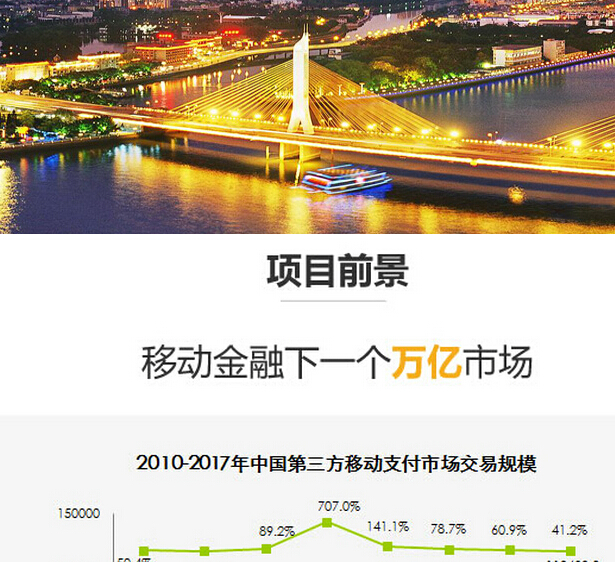 项目前景
移动金融下一个万亿市场
2010-2017年中国第三方移动支付市场交易规模
150000
707.0%
89.2%
141.1%
78.7%
60.9%
41.2%